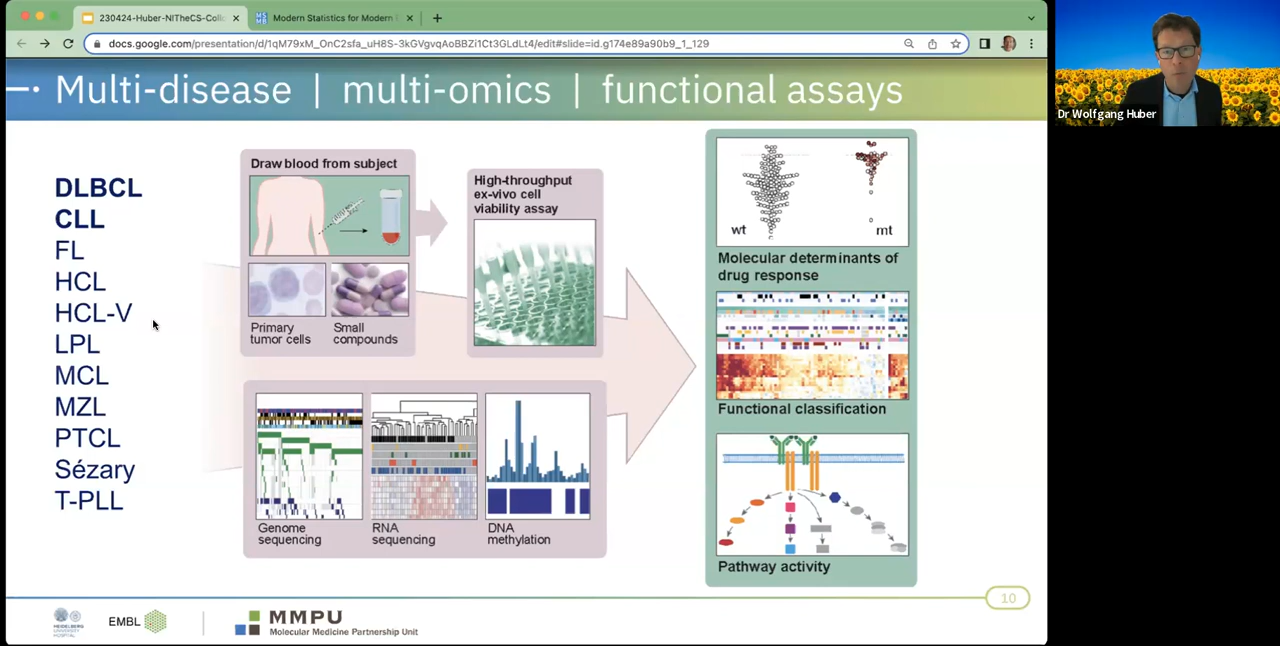 230424-Huber-NITheCS-Collo
Modern Statistics for Modern
docs.google.com/presentation/d/1qM79xM_OnC2sfa_uH8S-3kGVgvqAoBBZi1Ct3GLdLt4/edit#slide=id.g174e89a90b9_1_129
Multi-disease | multi-omics | functional assays
Dr Wolfgang Huber
DLBCL
CLL
FL
HCL
HCL-V
LPL
MCL
MZL
PTCL
Sézary
T-PLL
Draw blood from subject
Primary
tumor cells
Small
compounds
High-throughput
ex-vivo cell
viability assay
Genome
sequencing
RNA
sequencing
DNA
methylation
wt
mt
Molecular determinants of
drug response
Functional classification
Pathway activity
10
HEIDELBERG
UNIVERSITY
HOSPITAL
EMBL
MMPU
Molecular Medicine Partnership Unit